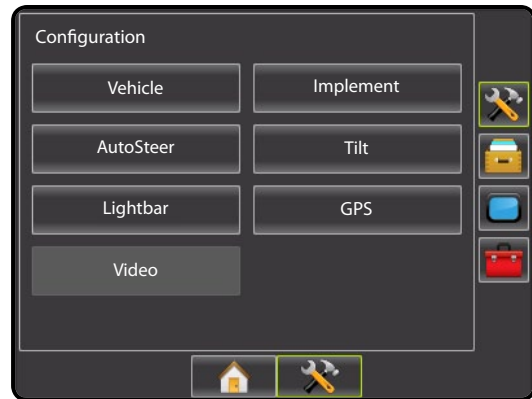 Configuration
Vehicle
Implement
AutoSteer
Tilt
Lightbar
GPS
Video